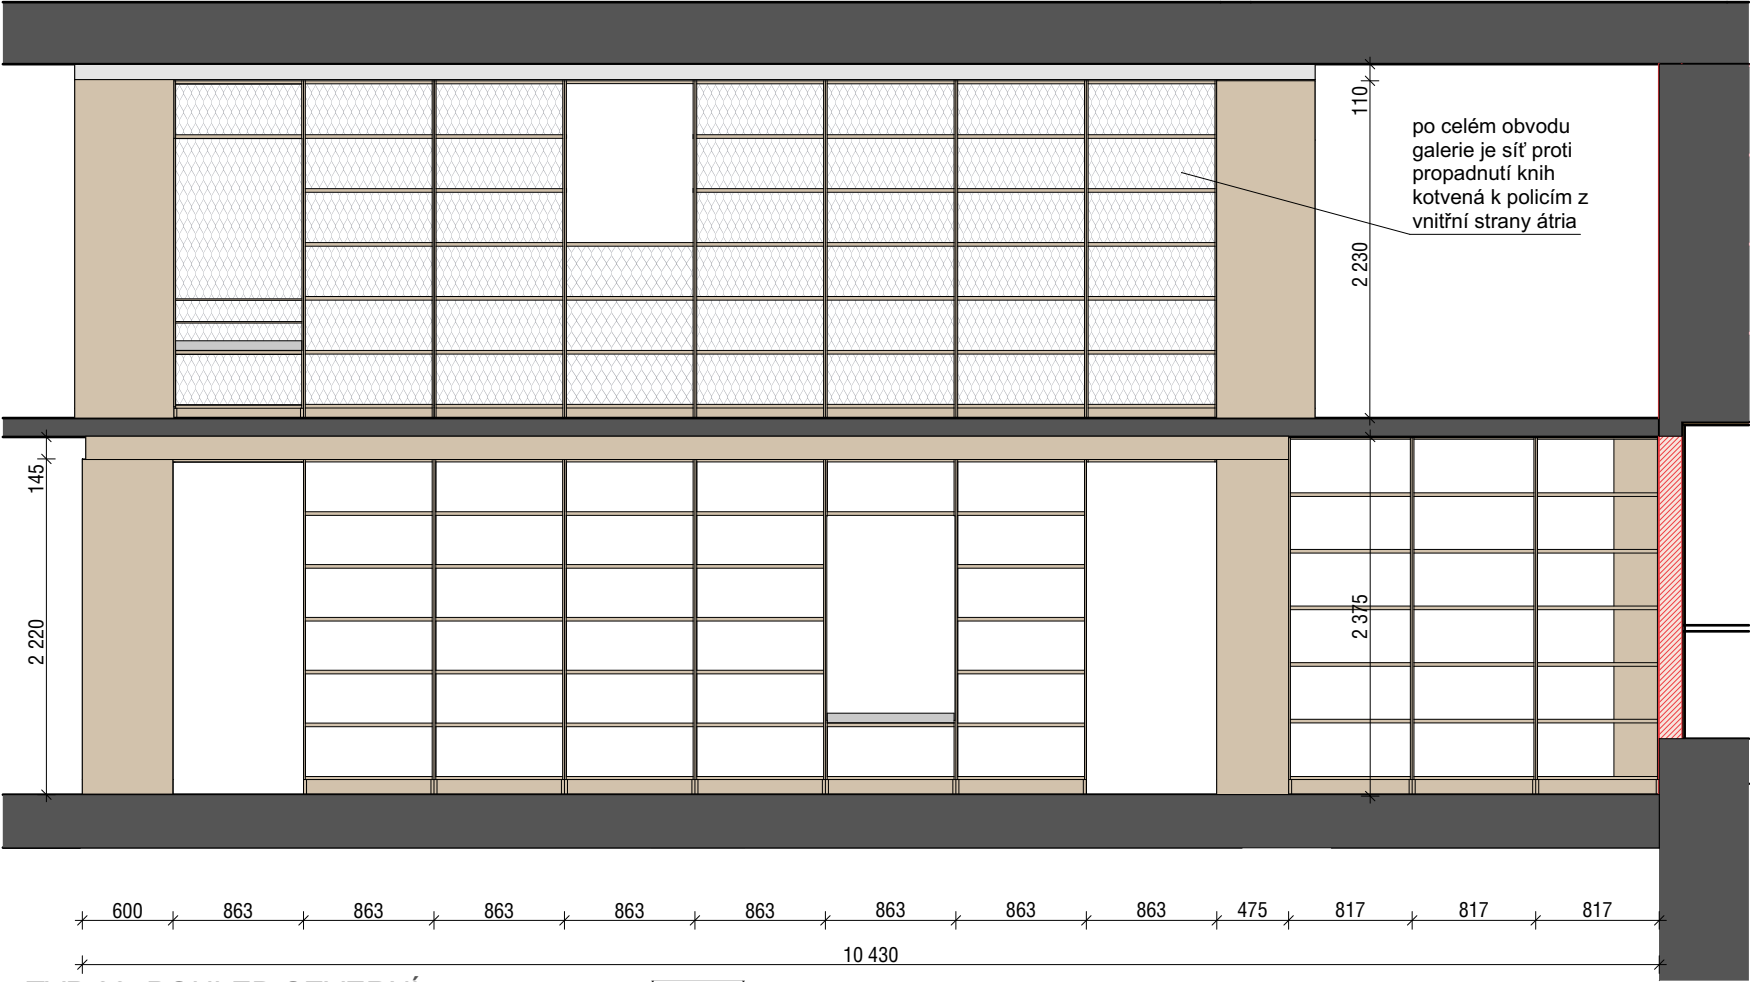 110
po celém obvodu
galerie je síť proti
propadnutí knih
kotvená k policím z
vnitřní strany átria
2 230
145
2 220
2 375
600 863 863 863 863 863 863 863 863 475 817 817 817
10 430